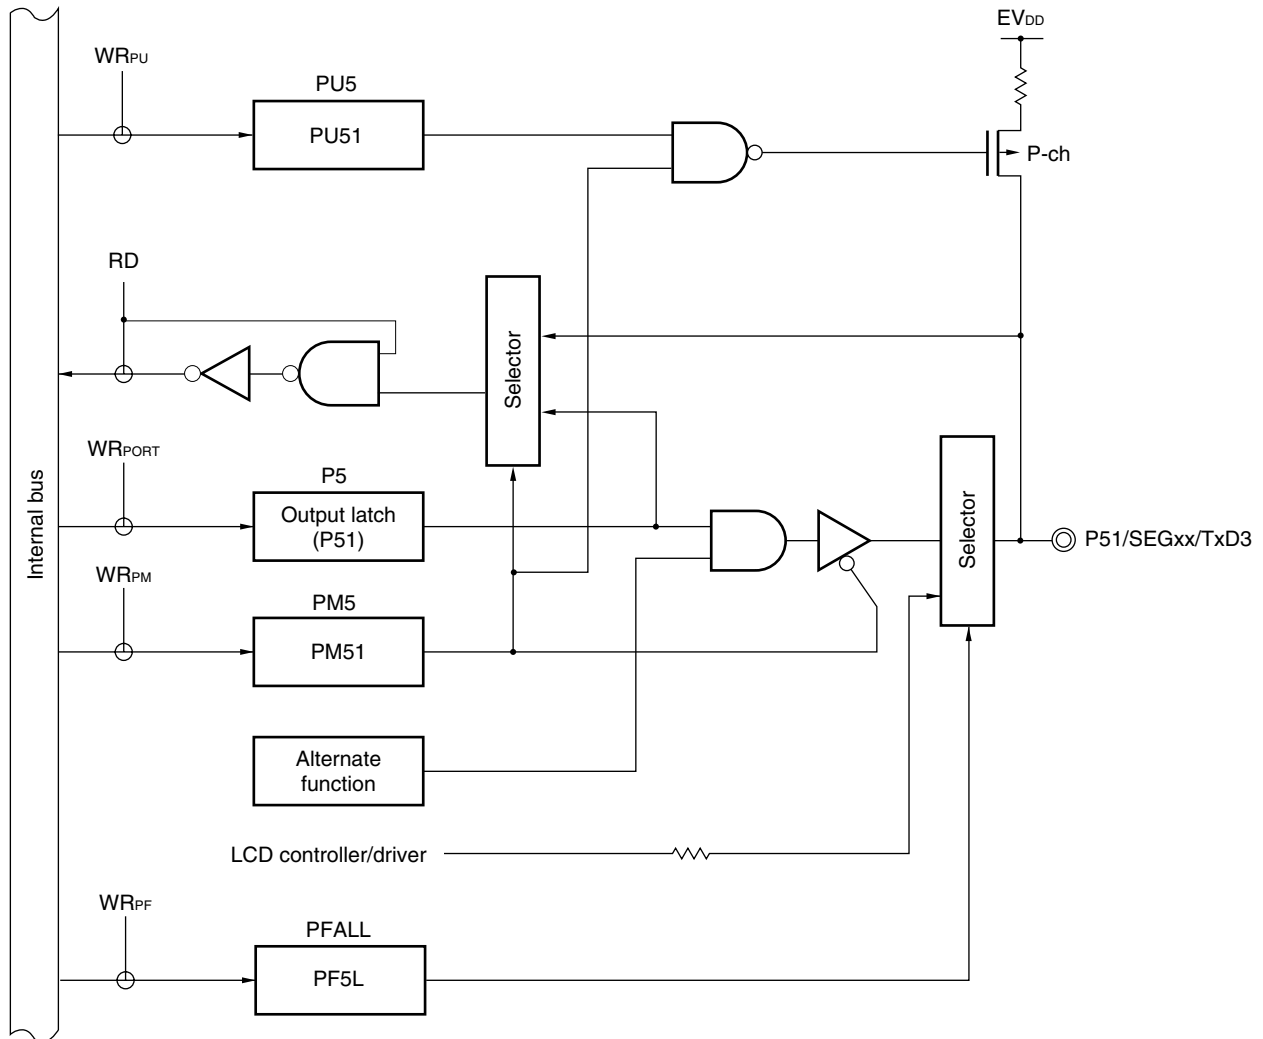 EVDD
WRPU
PU5
PU51
P-ch
RD
Selector
WRPORT
P5
Output latch
(P51)
Internal bus
Selector
P51/SEGxx/TxD3
WRPM
PM5
PM51
Alternate
function
LCD controller/driver
WRPF
PFALL
PF5L